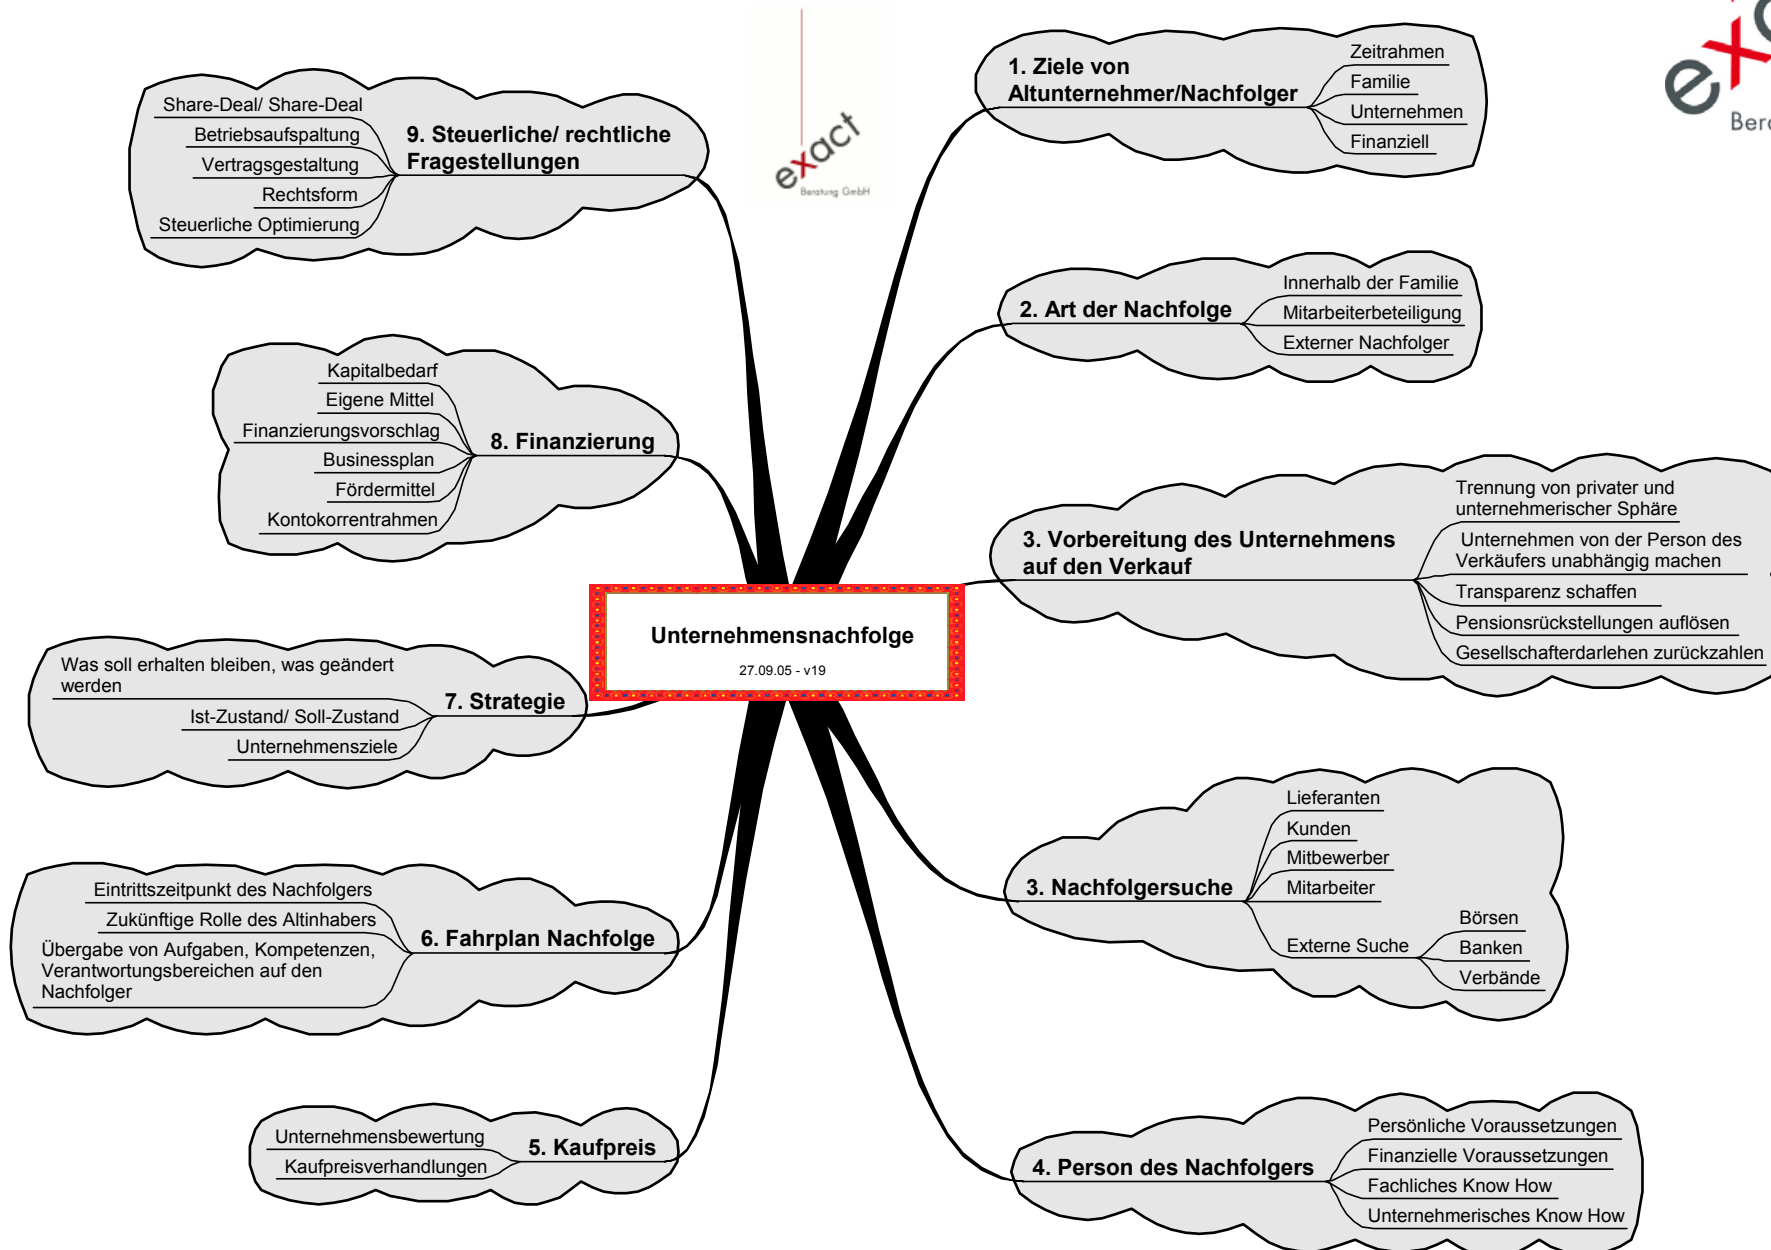 exact
Beratung GmbH
1. Ziele von
Altunternehmer/Nachfolger
Zeitrahmen
Familie
Unternehmen
Finanziell
2. Art der Nachfolge
Innerhalb der Familie
Mitarbeiterbeteiligung
Externer Nachfolger
3. Vorbereitung des Unternehmens
auf den Verkauf
Trennung von privater und
unternehmerischer Sphäre
Unternehmen von der Person des
Verkäufers unabhängig machen
Transparenz schaffen
Pensionsrückstellungen auflösen
Gesellschafterdarlehen zurückzahlen
3. Nachfolgersuche
Lieferanten
Kunden
Mitbewerber
Mitarbeiter
Externe Suche
Börsen
Banken
Verbände
4. Person des Nachfolgers
Persönliche Voraussetzungen
Finanzielle Voraussetzungen
Fachliches Know How
Unternehmerisches Know How
5. Kaufpreis
Unternehmensbewertung
Kaufpreisverhandlungen
6. Fahrplan Nachfolge
Eintrittszeitpunkt des Nachfolgers
Zukünftige Rolle des Altinhabers
Übergabe von Aufgaben, Kompetenzen,
Verantwortungsbereichen auf den
Nachfolger
7. Strategie
Was soll erhalten bleiben, was geändert
werden
Ist-Zustand/ Soll-Zustand
Unternehmensziele
8. Finanzierung
Kapitalbedarf
Eigene Mittel
Finanzierungsvorschlag
Businessplan
Fördermittel
Kontokorrentrahmen
9. Steuerliche/ rechtliche
Fragestellungen
Share-Deal/ Share-Deal
Betriebsaufspaltung
Vertragsgestaltung
Rechtsform
Steuerliche Optimierung
Unternehmensnachfolge
27.09.05 - v19